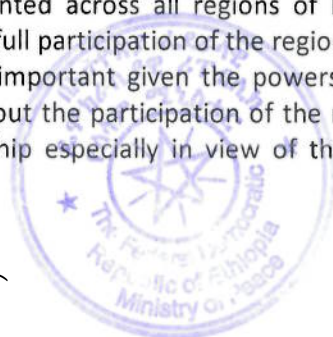 nted across all regions of
full participation of the regio
important given the powers
out the participation of the
hip especially in view of th
The Federal Democratic
Republic of Ethiopia
Ministry of Peace